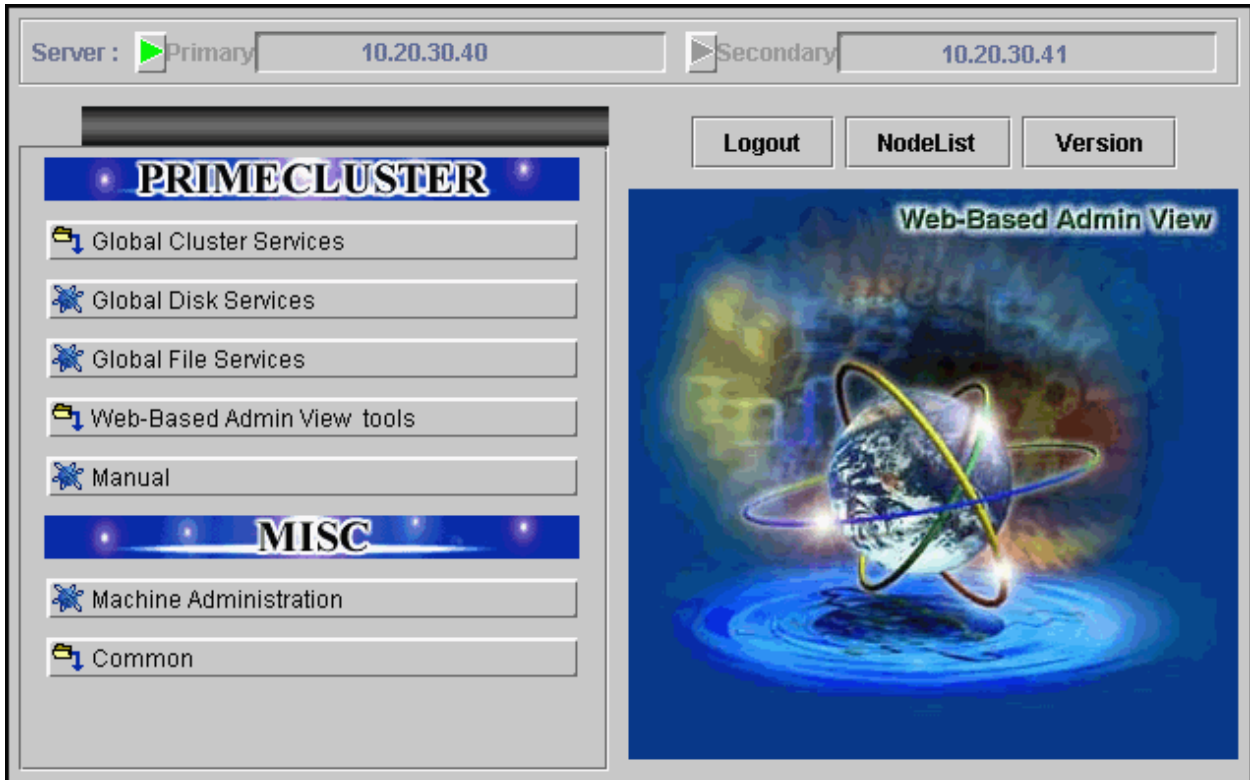 Server : Primary 10.20.30.40 Secondary 10.20.30.41
Logout NodeList Version
PRIMECLUSTER
Global Cluster Services
Global Disk Services
Global File Services
Web-Based Admin View tools
Manual
MISC
Machine Administration
Common
Web-Based Admin View
ased